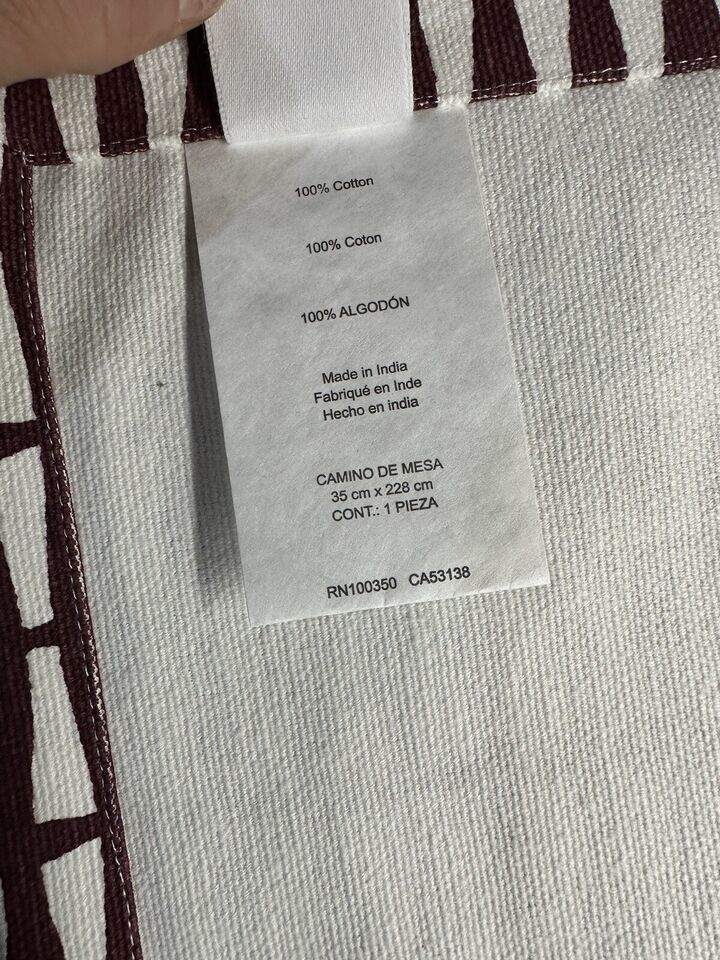 100% Cotton
100% Coton
100% ALGODÓN
Made in India
Fabriqué en Inde
Hecho en india
CAMINO DE MESA
35 cm x 228 cm
CONT.: 1 PIEZA
RN100350 CA53138